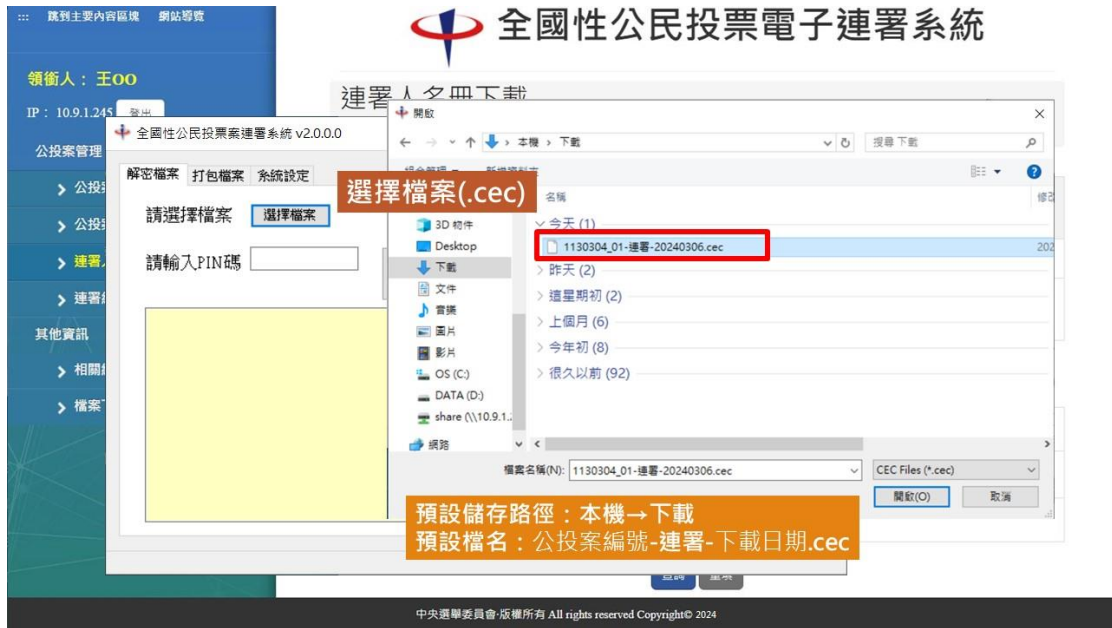 ::: 跳到主要內容區塊 網站導覽
全國性公民投票電子連署系統
領銜人：王OO
IP：10.9.1.245 登出
連署人名冊下載
公投案管理
公投
公投
連署
連署
其他資訊
相關
檔案
全國性公民投票案連署系統 v2.0.0.0
解密檔案 打包檔案 系統設定
請選擇檔案 選擇檔案
請輸入PIN碼
選擇檔案(.cec)
開啟
本機 › 下載
搜尋 下載
名稱
3D 物件
Desktop
下載
文件
音樂
圖片
影片
OS (C:)
DATA (D:)
share (\\10.9.1.
網路
今天 (1)
1130304_01-連署-20240306.cec
202
昨天 (2)
這星期初 (2)
上個月 (6)
今年初 (8)
很久以前 (92)
檔案名稱(N): 1130304_01-連署-20240306.cec
CEC Files (*.cec)
開啟(O) 取消
預設儲存路徑：本機→下載
預設檔名：公投案編號-連署-下載日期.cec
中央選舉委員會‧版權所有 All rights reserved Copyright© 2024